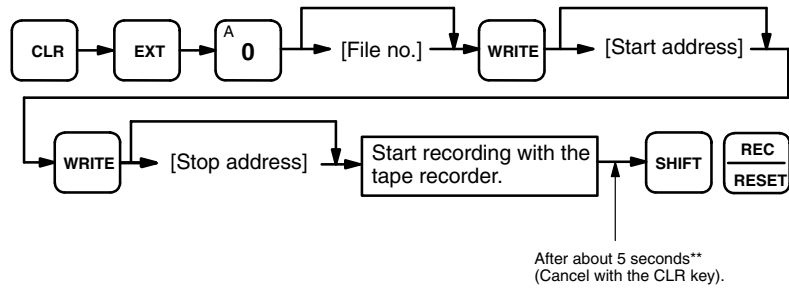 CLR
EXT
A
0
[File no.]
WRITE
[Start address]
WRITE
[Stop address]
Start recording with the
tape recorder.
SHIFT
REC
RESET
After about 5 seconds**
(Cancel with the CLR key).